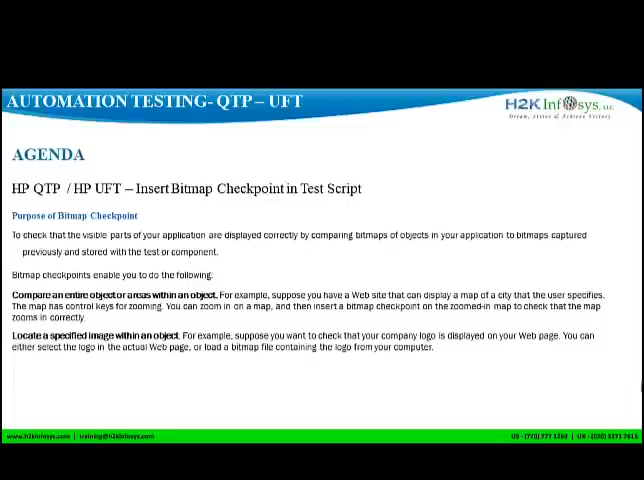 AUTOMATION TESTING- QTP – UFT
H2K Infosys, LLC
Dream, Strive & Achieve Victory
AGENDA
HP QTP / HP UFT – Insert Bitmap Checkpoint in Test Script
Purpose of Bitmap Checkpoint
To check that the visible parts of your application are displayed correctly by comparing bitmaps of objects in your application to bitmaps captured
previously and stored with the test or component.
Bitmap checkpoints enable you to do the following:
Compare an entire object or areas within an object. For example, suppose you have a Web site that can display a map of a city that the user specifies.
The map has control keys for zooming. You can zoom in on a map, and then insert a bitmap checkpoint on the zoomed-in map to check that the map
zooms in correctly.
Locate a specified image within an object. For example, suppose you want to check that your company logo is displayed on your Web page. You can
either select the logo in the actual Web page, or load a bitmap file containing the logo from your computer.
www.h2kinfosys.com | training@h2kinfosys.com
US - (770) 777 1269 | UK - (020) 3371 7615